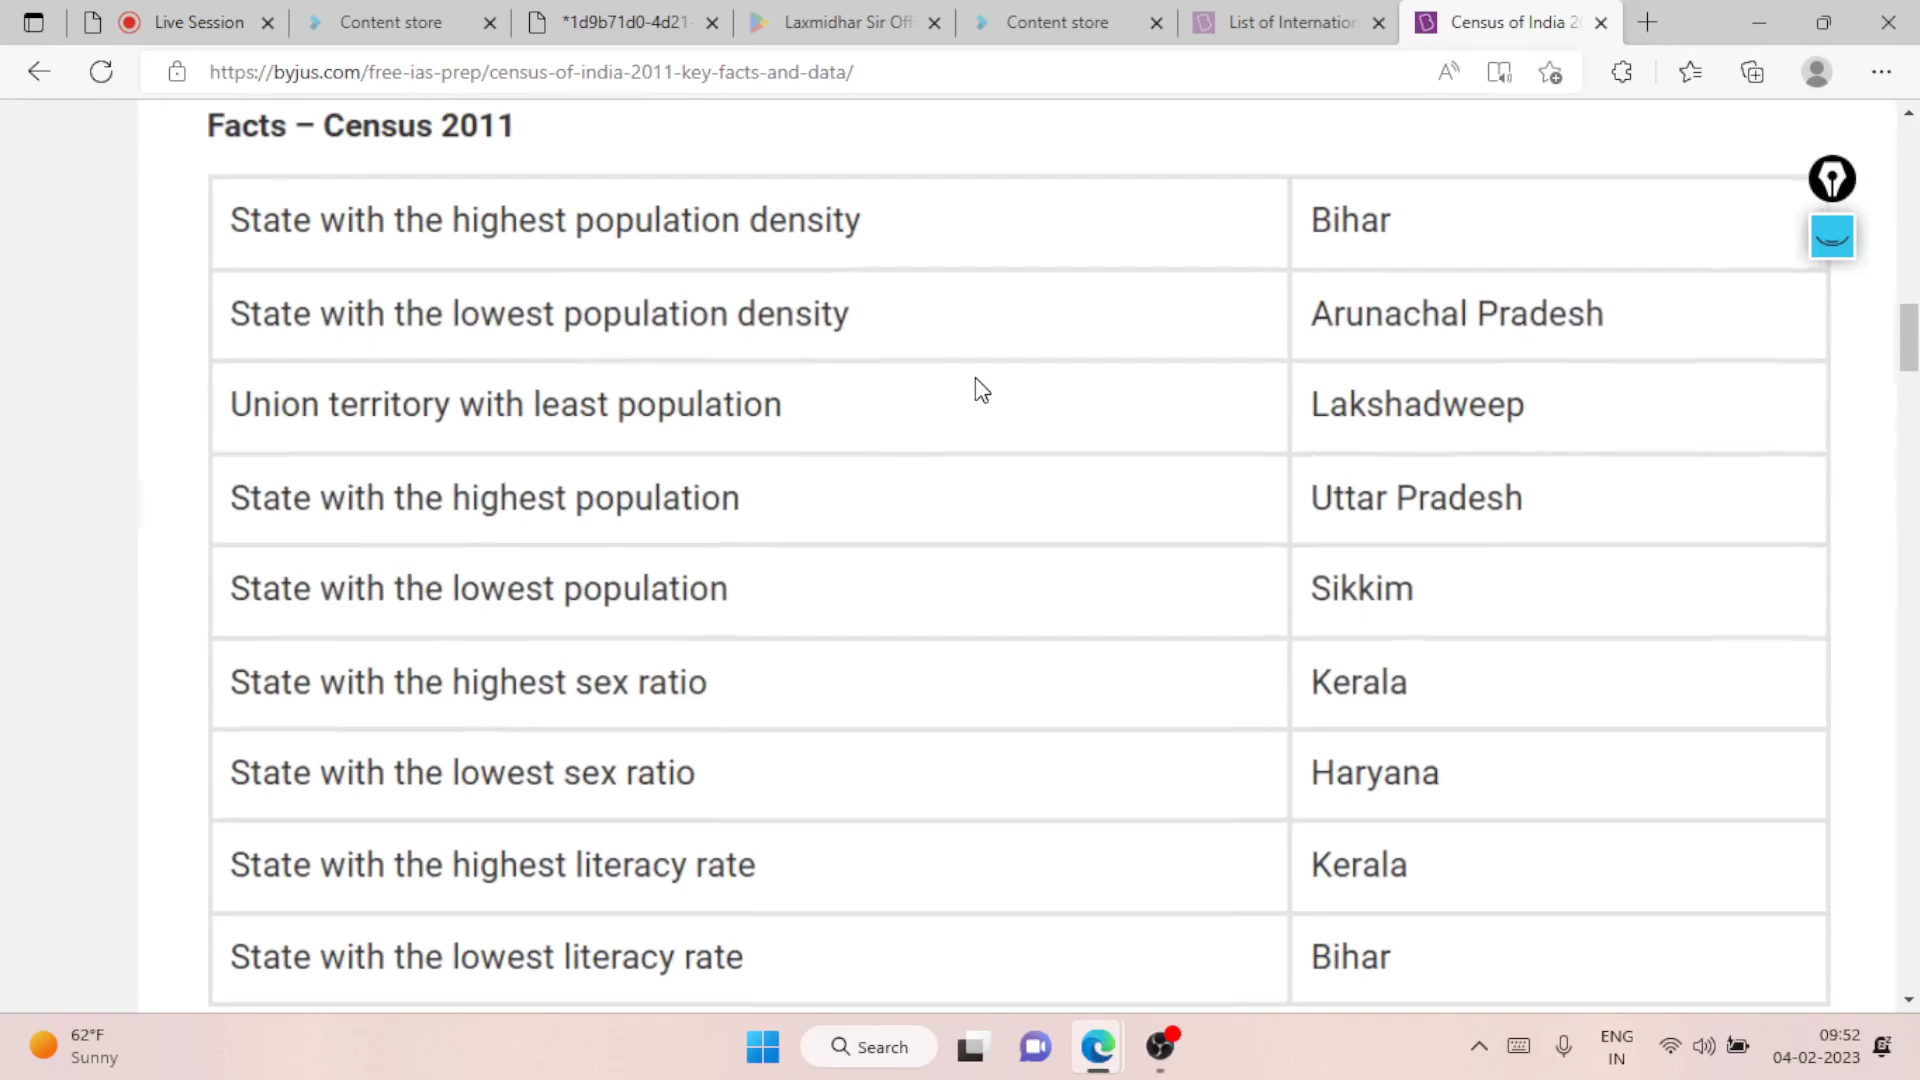 Live Session
Content store
*1d9b71d0-4d21-
Laxmidhar Sir Off
Content store
List of Internation
Census of India 2
https://byjus.com/free-ias-prep/census-of-india-2011-key-facts-and-data/
Facts – Census 2011
State with the highest population density Bihar
State with the lowest population density Arunachal Pradesh
Union territory with least population Lakshadweep
State with the highest population Uttar Pradesh
State with the lowest population Sikkim
State with the highest sex ratio Kerala
State with the lowest sex ratio Haryana
State with the highest literacy rate Kerala
State with the lowest literacy rate Bihar
62°F
Sunny
Search
ENG
IN
09:52
04-02-2023